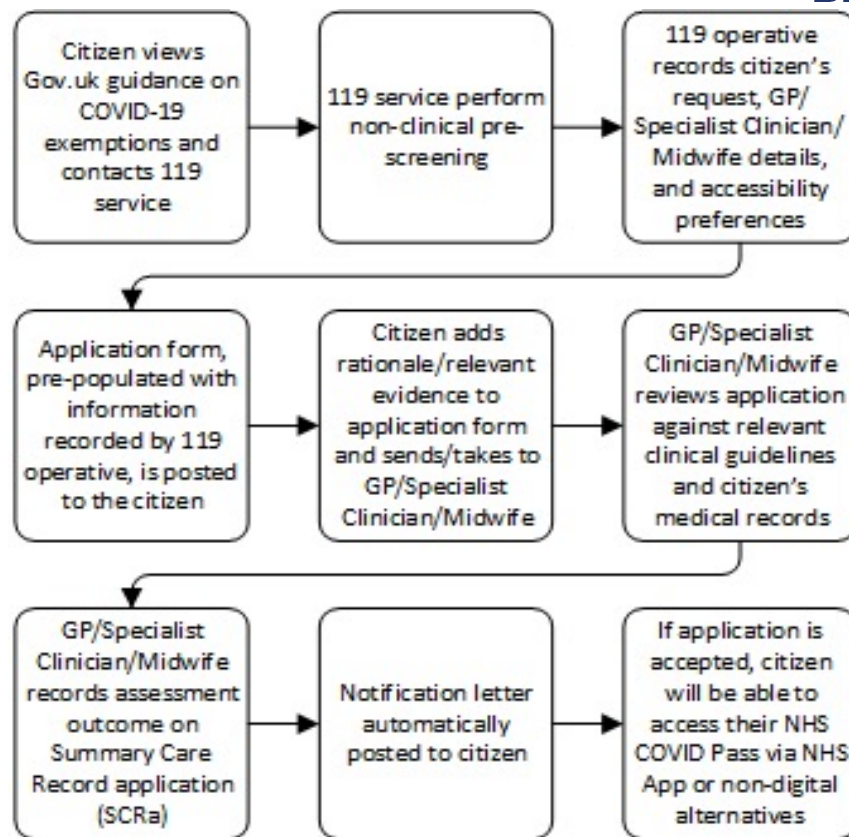 Citizen views
Gov.uk guidance on
COVID-19
exemptions and
contacts 119
service
119 service perform
non-clinical pre-
screening
119 operative
records citizen's
request, GP/
Specialist Clinician/
Midwife details,
and accessibility
preferences
Application form,
pre-populated with
information
recorded by 119
operative, is posted
to the citizen
Citizen adds
rationale/relevant
evidence to
application form
and sends/takes to
GP/Specialist
Clinician/Midwife
GP/Specialist
Clinician/Midwife
reviews application
against relevant
clinical guidelines
and citizen's
medical records
GP/Specialist
Clinician/Midwife
records assessment
outcome on
Summary Care
Record application
(SCRa)
Notification letter
automatically
posted to citizen
If application is
accepted, citizen
will be able to
access their NHS
COVID Pass via NHS
App or non-digital
alternatives